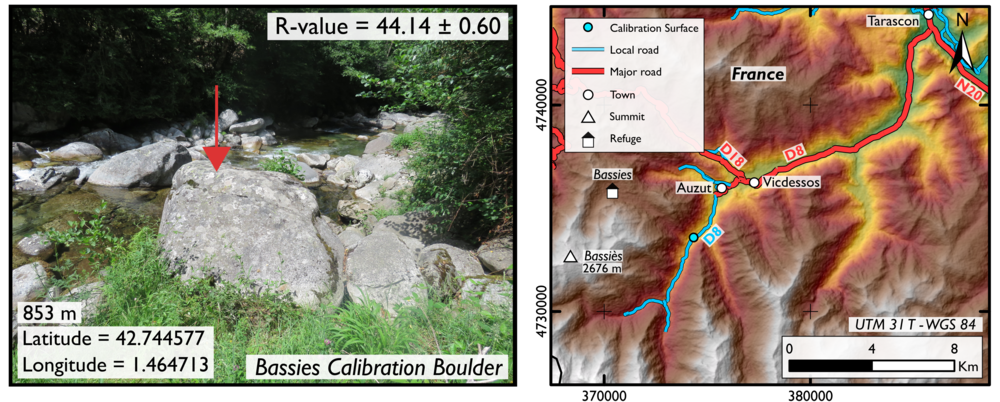 R-value = 44.14 ± 0.60
853 m
Latitude = 42.744577
Longitude = 1.464713
Bassies Calibration Boulder
Calibration Surface
Local road
Major road
Town
Summit
Refuge
France
Tarascon
N
N20
D18
D8
Bassies
Auzut
Vicdessos
D8
Bassiès
2676 m
4740000
4730000
UTM 31 T - WGS 84
0 4 8
Km
370000 380000